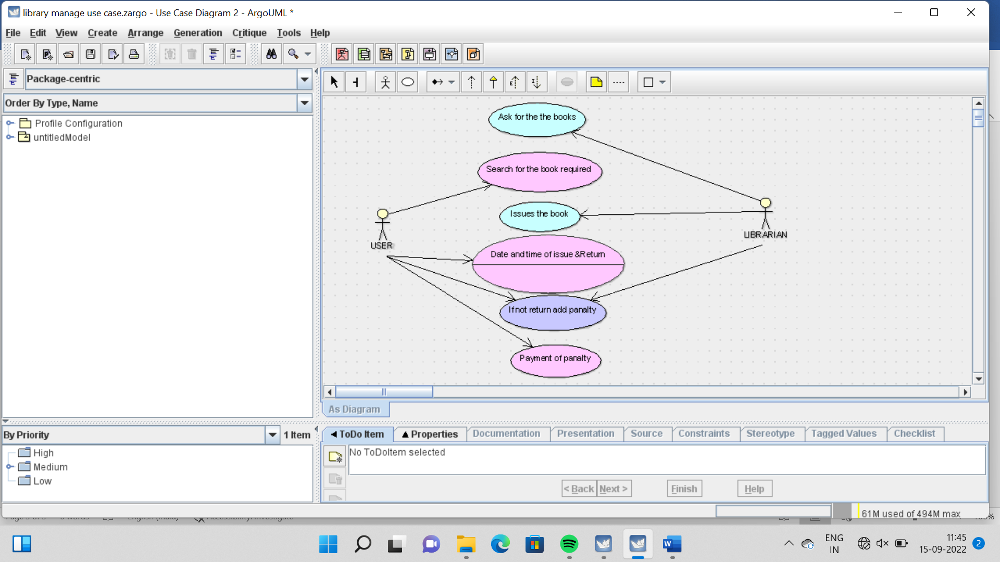 library manage use case.zargo - Use Case Diagram 2 - ArgoUML *
File Edit View Create Arrange Generation Critique Tools Help
Package-centric
Order By Type, Name
Profile Configuration
untitledModel
Ask for the the books
Search for the book required
Issues the book
USER
LIBRARIAN
Date and time of issue &Return
If not return add panalty
Payment of panalty
As Diagram
By Priority
1 Item
High
Medium
Low
ToDo Item Properties Documentation Presentation Source Constraints Stereotype Tagged Values Checklist
No ToDoItem selected
< Back Next > Finish Help
61M used of 494M max
ENG
IN
11:45
15-09-2022
2